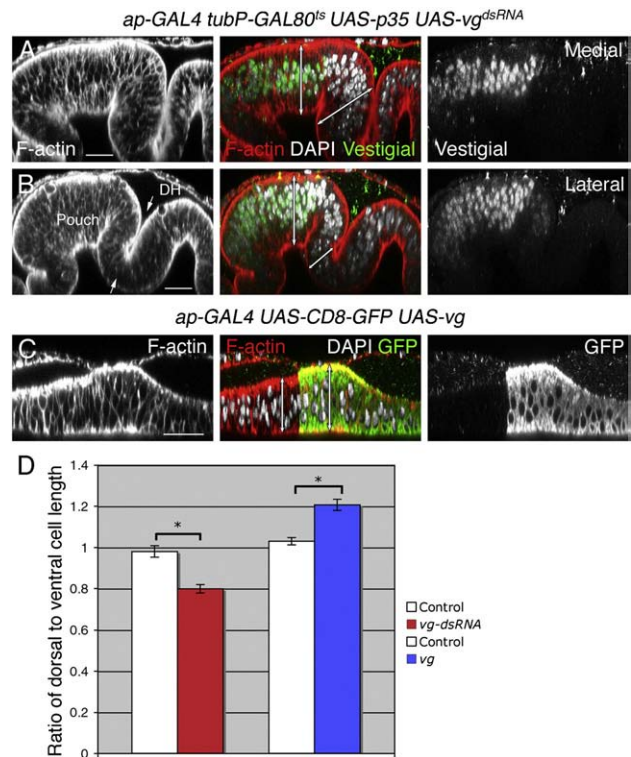 ap-GAL4 tubP-GAL80ts UAS-p35 UAS-vgdsRNA
A
F-actin
F-actin DAPI Vestigial
Medial
Vestigial
B
DH
Pouch
Lateral
ap-GAL4 UAS-CD8-GFP UAS-vg
C
F-actin
F-actin DAPI GFP
GFP
D
Ratio of dorsal to ventral cell length
1.4
1.2
1
0.8
0.6
0.4
0.2
0
*
*
Control
vg-dsRNA
Control
vg